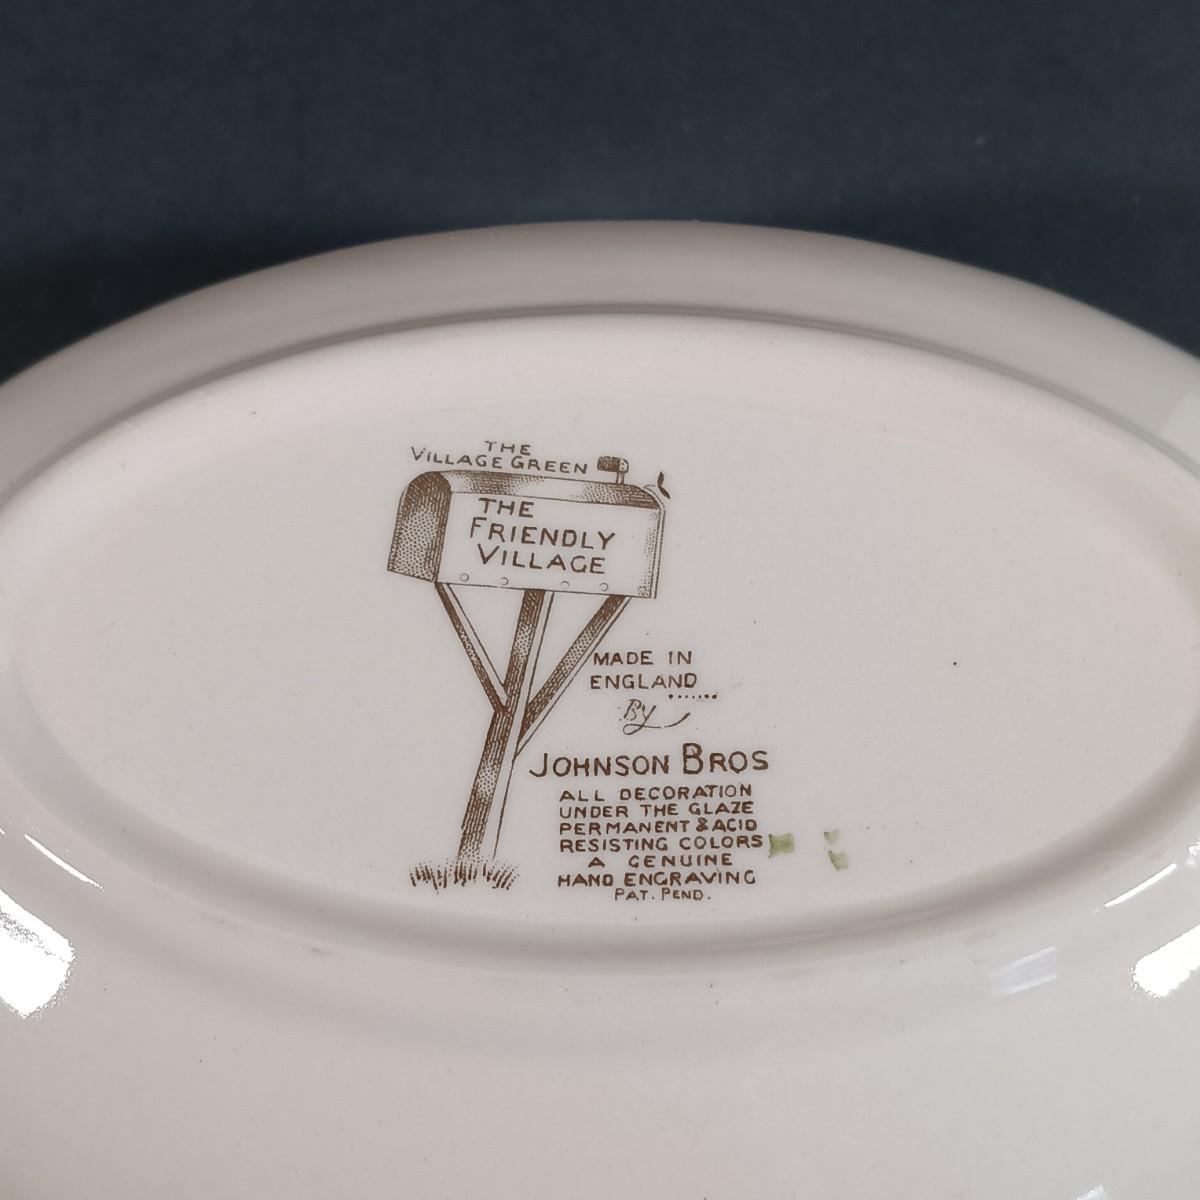 THE
VILLAGE GREEN
THE
FRIENDLY
VILLAGE
MADE IN
ENGLAND
By
JOHNSON BROS
ALL DECORATION
UNDER THE GLAZE
PERMANENT & ACID
RESISTING COLORS
A GENUINE
HAND ENGRAVING
PAT. PEND.